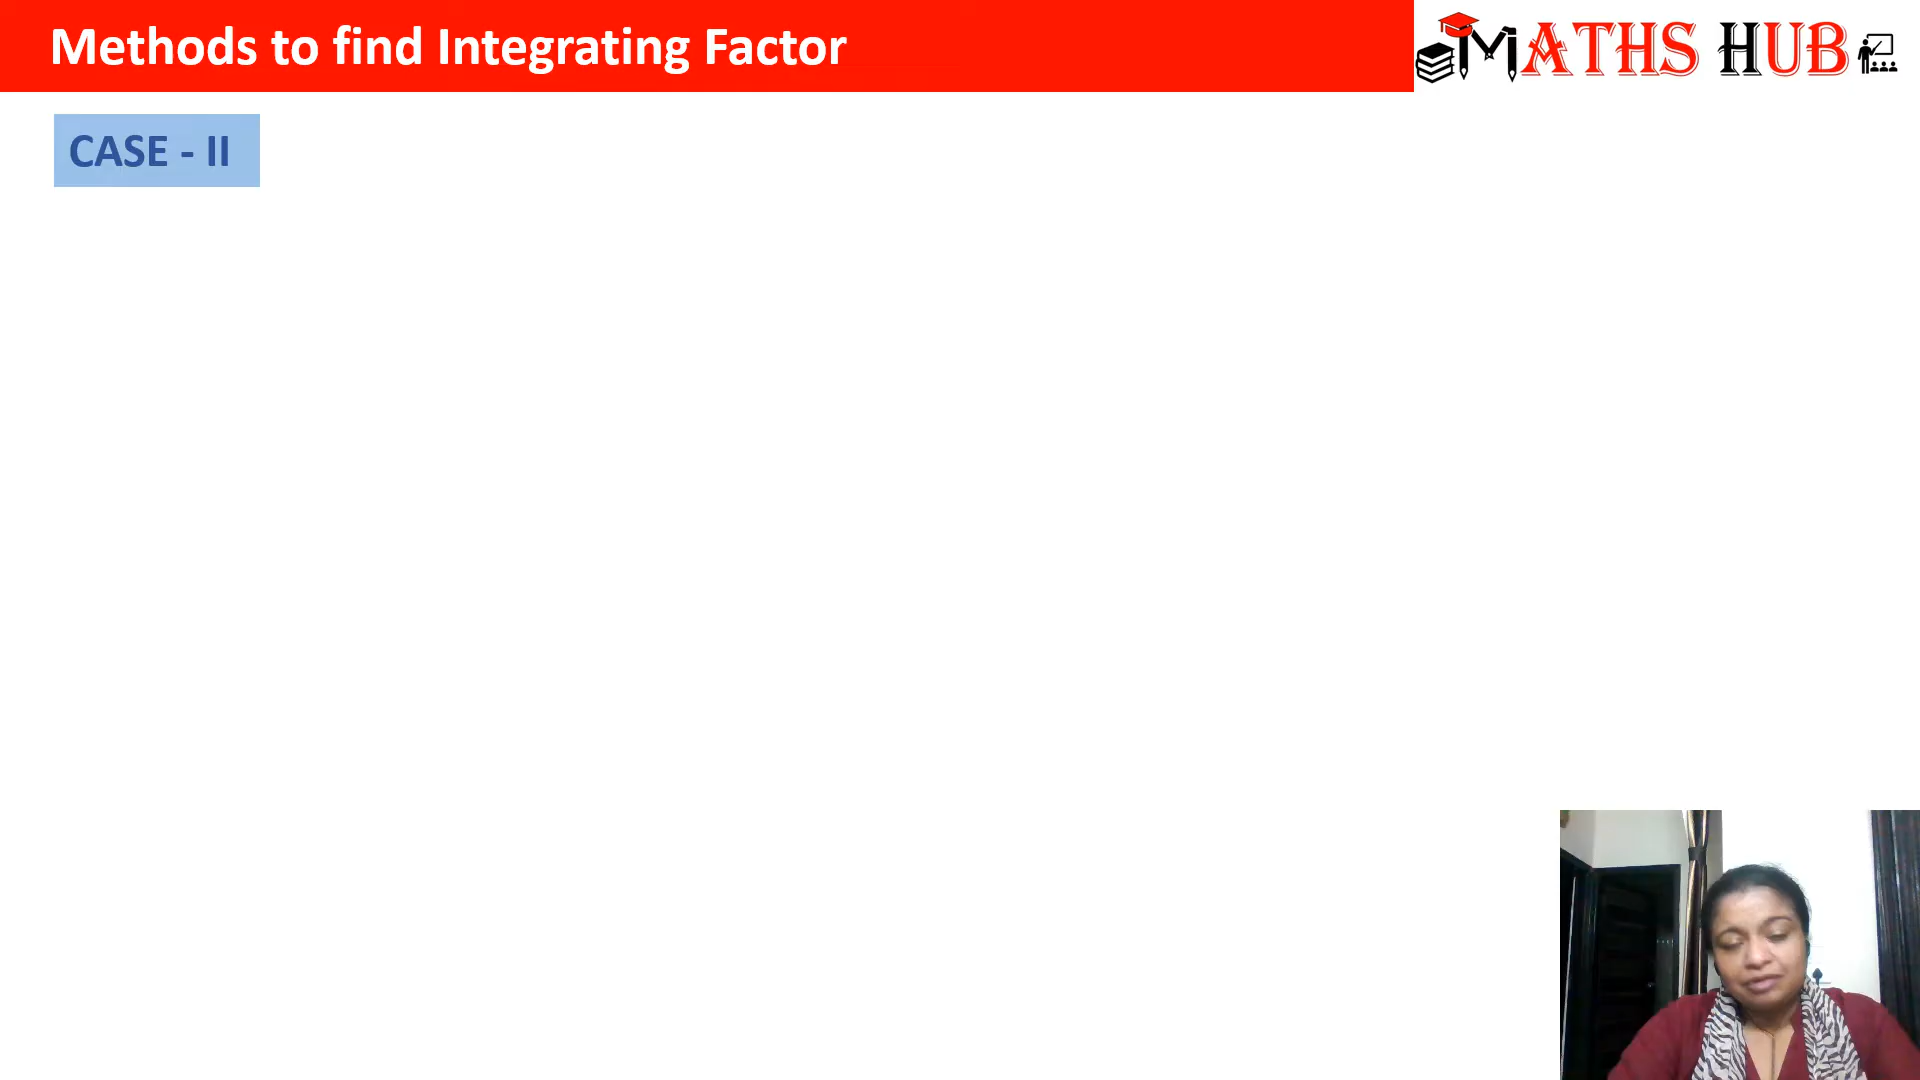 Methods to find Integrating Factor
MATHS HUB
CASE - II